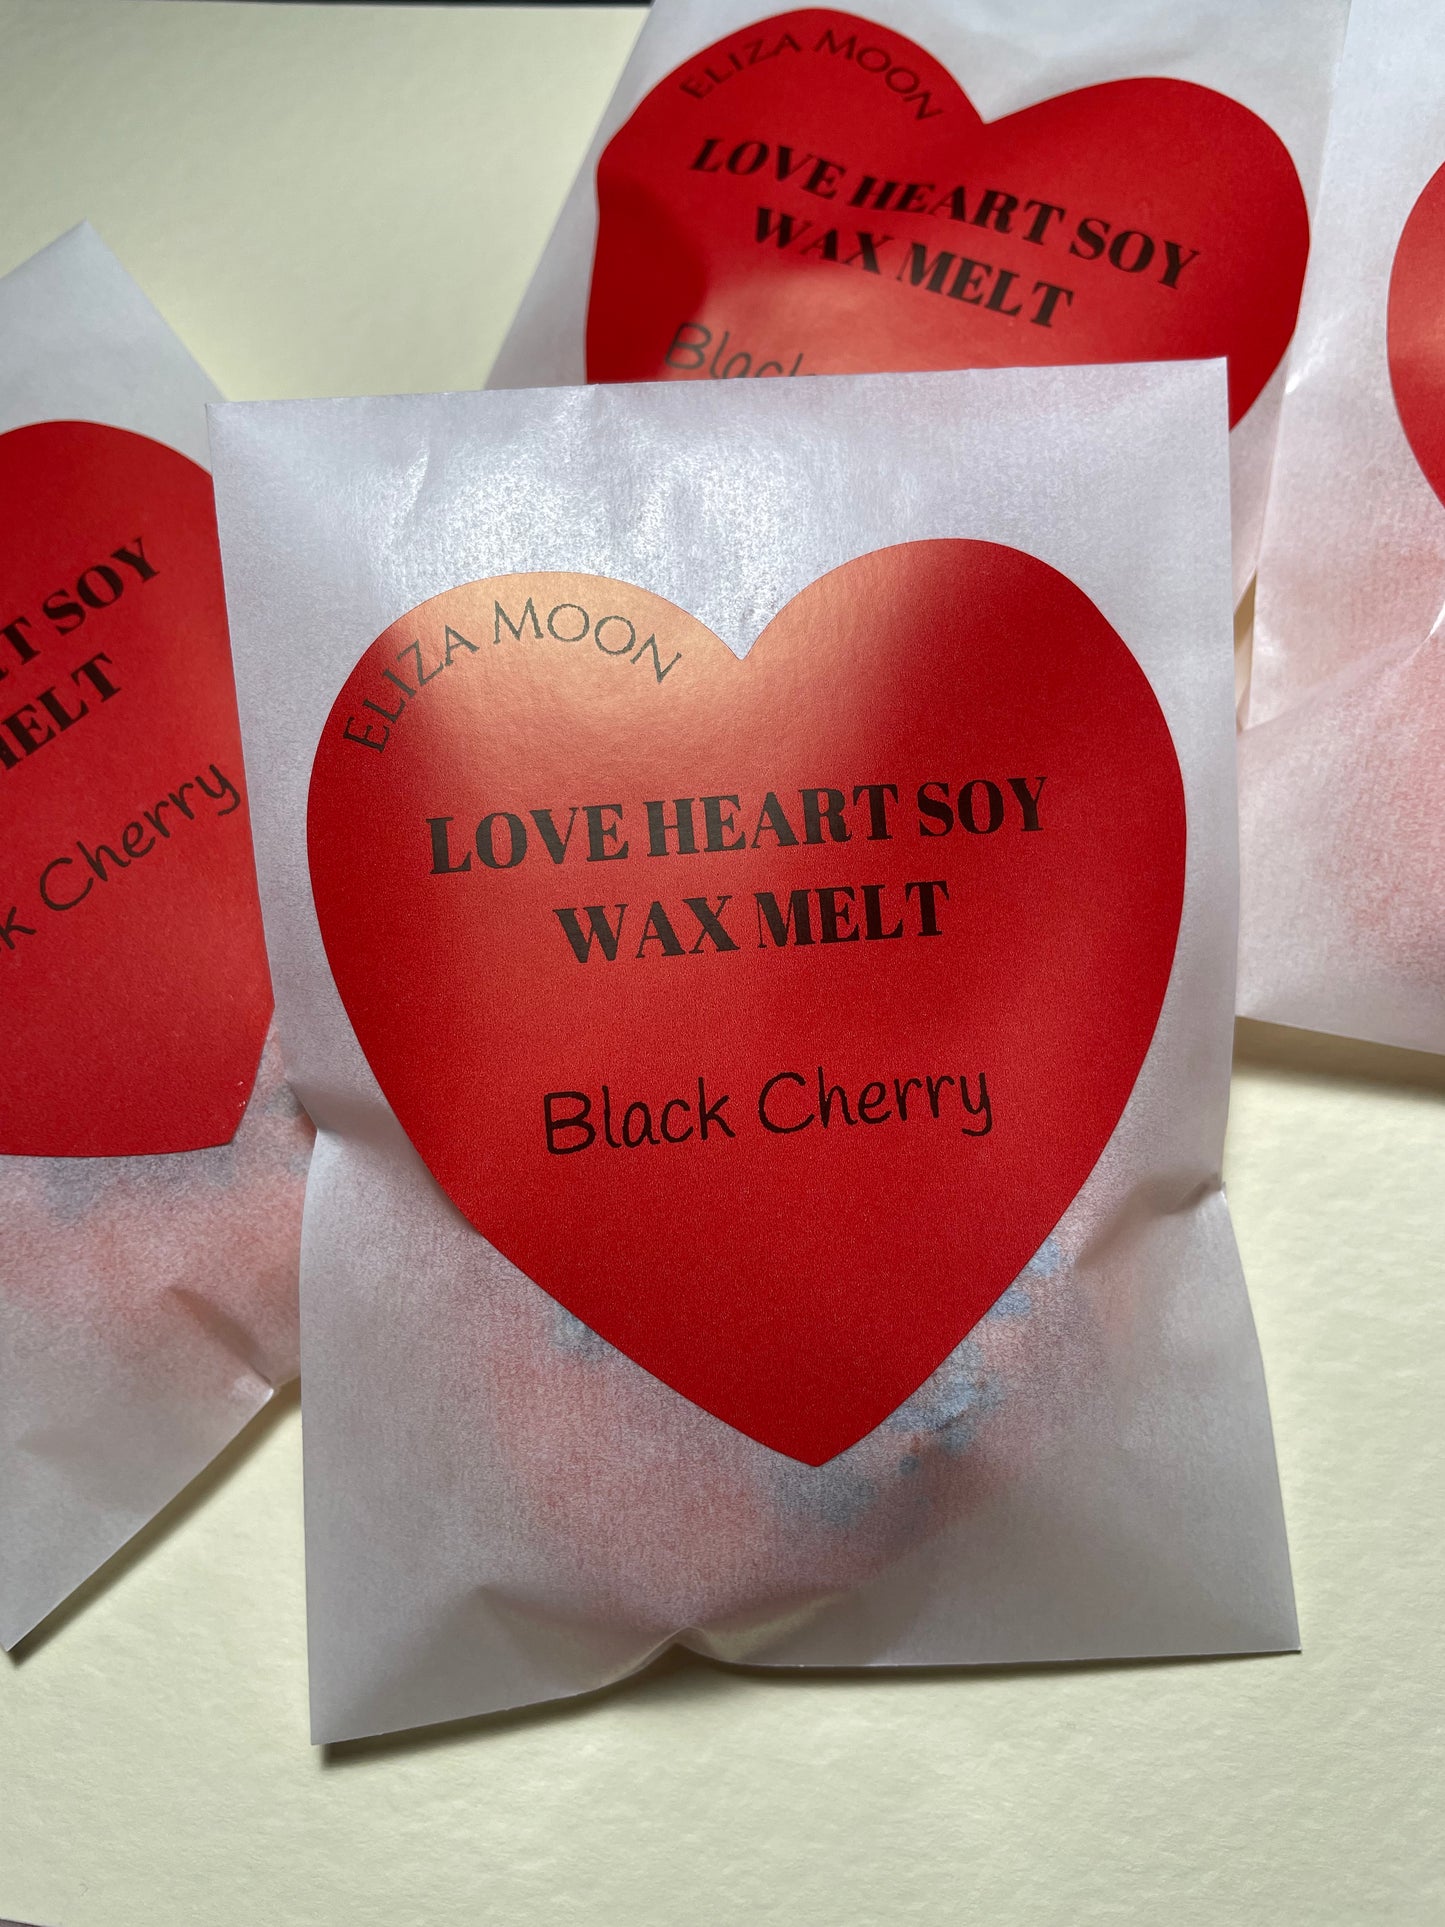 ELIZA MOON
LOVE HEART SOY
WAX MELT
Black
ELIZA MOON
LOVE HEART SOY
WAX MELT
Black Cherry
SOY
MELT
Cherry